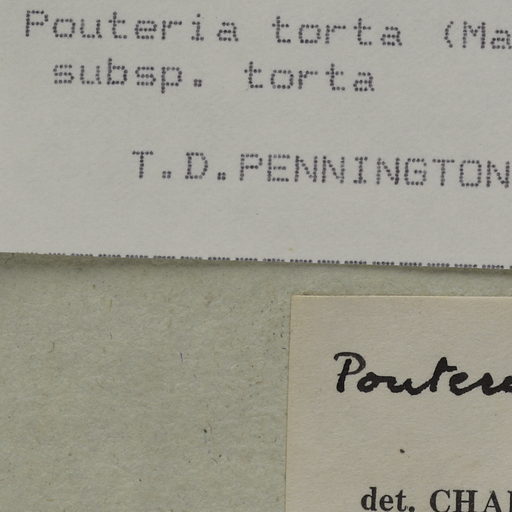 Pouteria torta (Ma
subsp. torta
T.D.PENNINGTON
Poutere
det. CHA